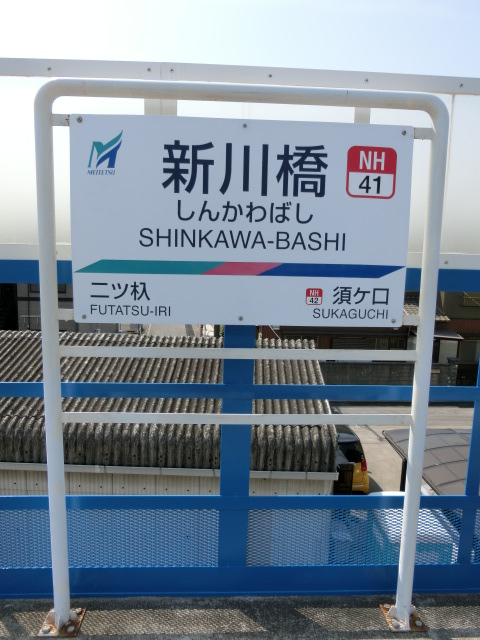 MEITETSU
新川橋
NH
41
しんかわばし
SHINKAWA-BASHI
二ツ杁
FUTATSU-IRI
NH
42
須ケ口
SUKAGUCHI